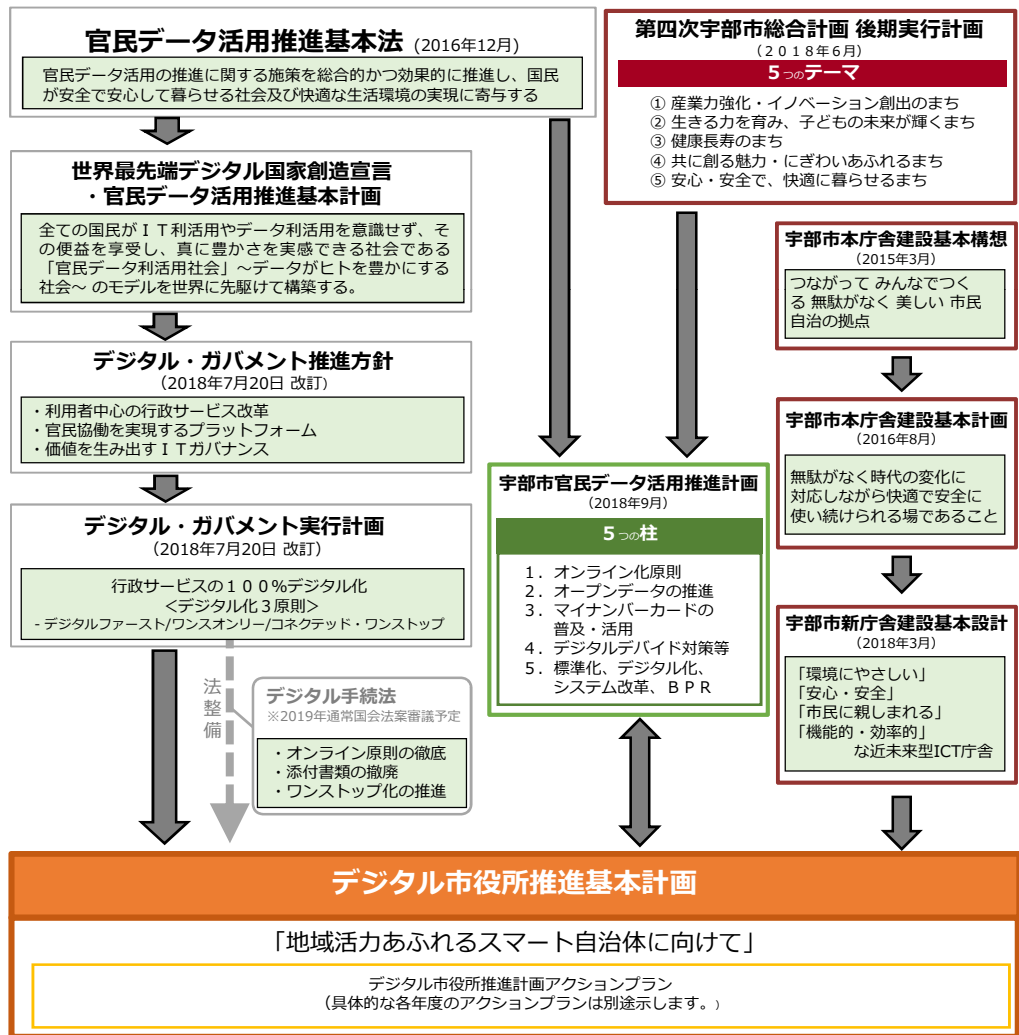 官民データ活用推進基本法 (2016年12月)
官民データ活用の推進に関する施策を総合的かつ効果的に推進し、国民
が安全で安心して暮らせる社会及び快適な生活環境の実現に寄与する
世界最先端デジタル国家創造宣言
・官民データ活用推進基本計画
全ての国民がＩＴ利活用やデータ利活用を意識せず、そ
の便益を享受し、真に豊かさを実感できる社会である
「官民データ利活用社会」～データがヒトを豊かにする
社会～ のモデルを世界に先駆けて構築する。
デジタル・ガバメント推進方針
（2018年7月20日 改訂）
・利用者中心の行政サービス改革
・官民協働を実現するプラットフォーム
・価値を生み出すＩＴガバナンス
デジタル・ガバメント実行計画
（2018年7月20日 改訂）
行政サービスの１００％デジタル化
＜デジタル化３原則＞
- デジタルファースト/ワンスオンリー/コネクテッド・ワンストップ
法整備
デジタル手続法
※2019年通常国会法案審議予定
・オンライン原則の徹底
・添付書類の撤廃
・ワンストップ化の推進
第四次宇部市総合計画 後期実行計画
（２０１８年６月）
５つのテーマ
① 産業力強化・イノベーション創出のまち
② 生きる力を育み、子どもの未来が輝くまち
③ 健康長寿のまち
④ 共に創る魅力・にぎわいあふれるまち
⑤ 安心・安全で、快適に暮らせるまち
宇部市官民データ活用推進計画
（2018年9月）
５つの柱
１．オンライン化原則
２．オープンデータの推進
３．マイナンバーカードの
普及・活用
４．デジタルデバイド対策等
５．標準化、デジタル化、
システム改革、ＢＰＲ
宇部市本庁舎建設基本構想
（2015年3月）
つながって みんなでつく
る 無駄がなく 美しい 市民
自治の拠点
宇部市本庁舎建設基本計画
（2016年8月）
無駄がなく時代の変化に
対応しながら快適で安全に
使い続けられる場であること
宇部市新庁舎建設基本設計
（2018年3月）
「環境にやさしい」
「安心・安全」
「市民に親しまれる」
「機能的・効率的」
な近未来型ICT庁舎
デジタル市役所推進基本計画
「地域活力あふれるスマート自治体に向けて」
デジタル市役所推進計画アクションプラン
（具体的な各年度のアクションプランは別途示します。）